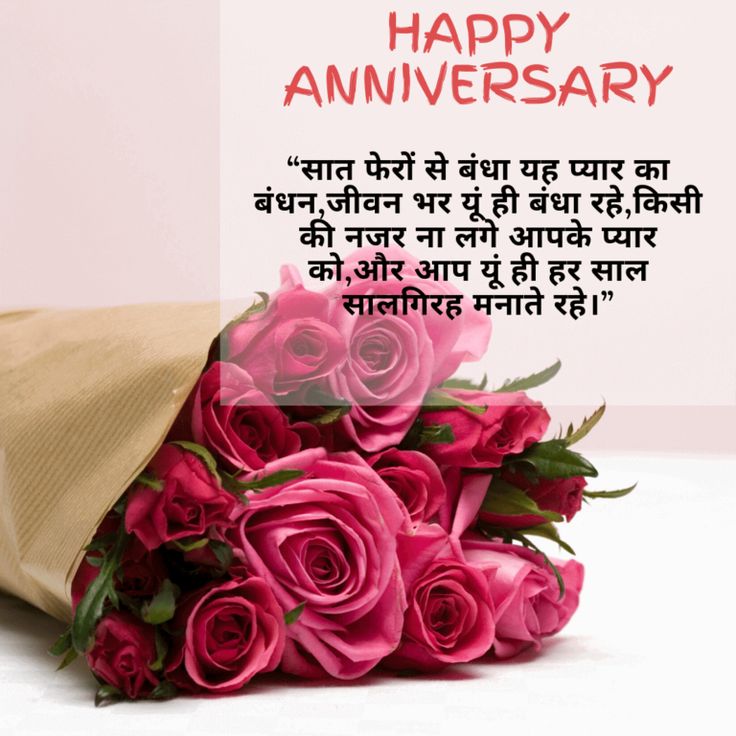 HAPPY
ANNIVERSARY
“सात फेरों से बंधा यह प्यार का
बंधन,जीवन भर यूं ही बंधा रहे,किसी
की नजर ना लगे आपके प्यार
को,और आप यूं ही हर साल
सालगिरह मनाते रहे।”